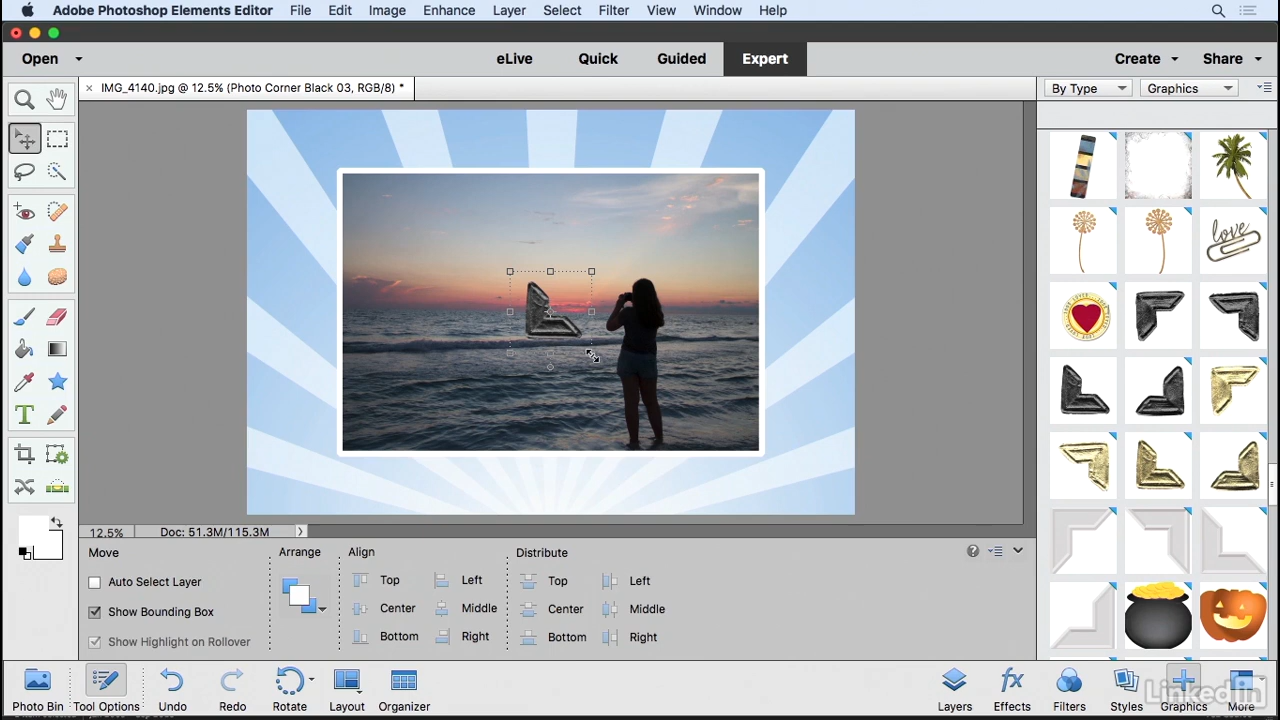 Adobe Photoshop Elements Editor File Edit Image Enhance Layer Select Filter View Window Help
Open eLive Quick Guided Expert Create Share
× IMG_4140.jpg @ 12.5% (Photo Corner Black 03, RGB/8) *
By Type Graphics
love
12.5% Doc: 51.3M/115.3M
Move
Auto Select Layer
Show Bounding Box
Show Highlight on Rollover
Arrange
Align
Top Left
Center Middle
Bottom Right
Distribute
Top Left
Center Middle
Bottom Right
Photo Bin Tool Options Undo Redo Rotate Layout Organizer Layers Effects Filters Styles Graphics More
LinkedIn